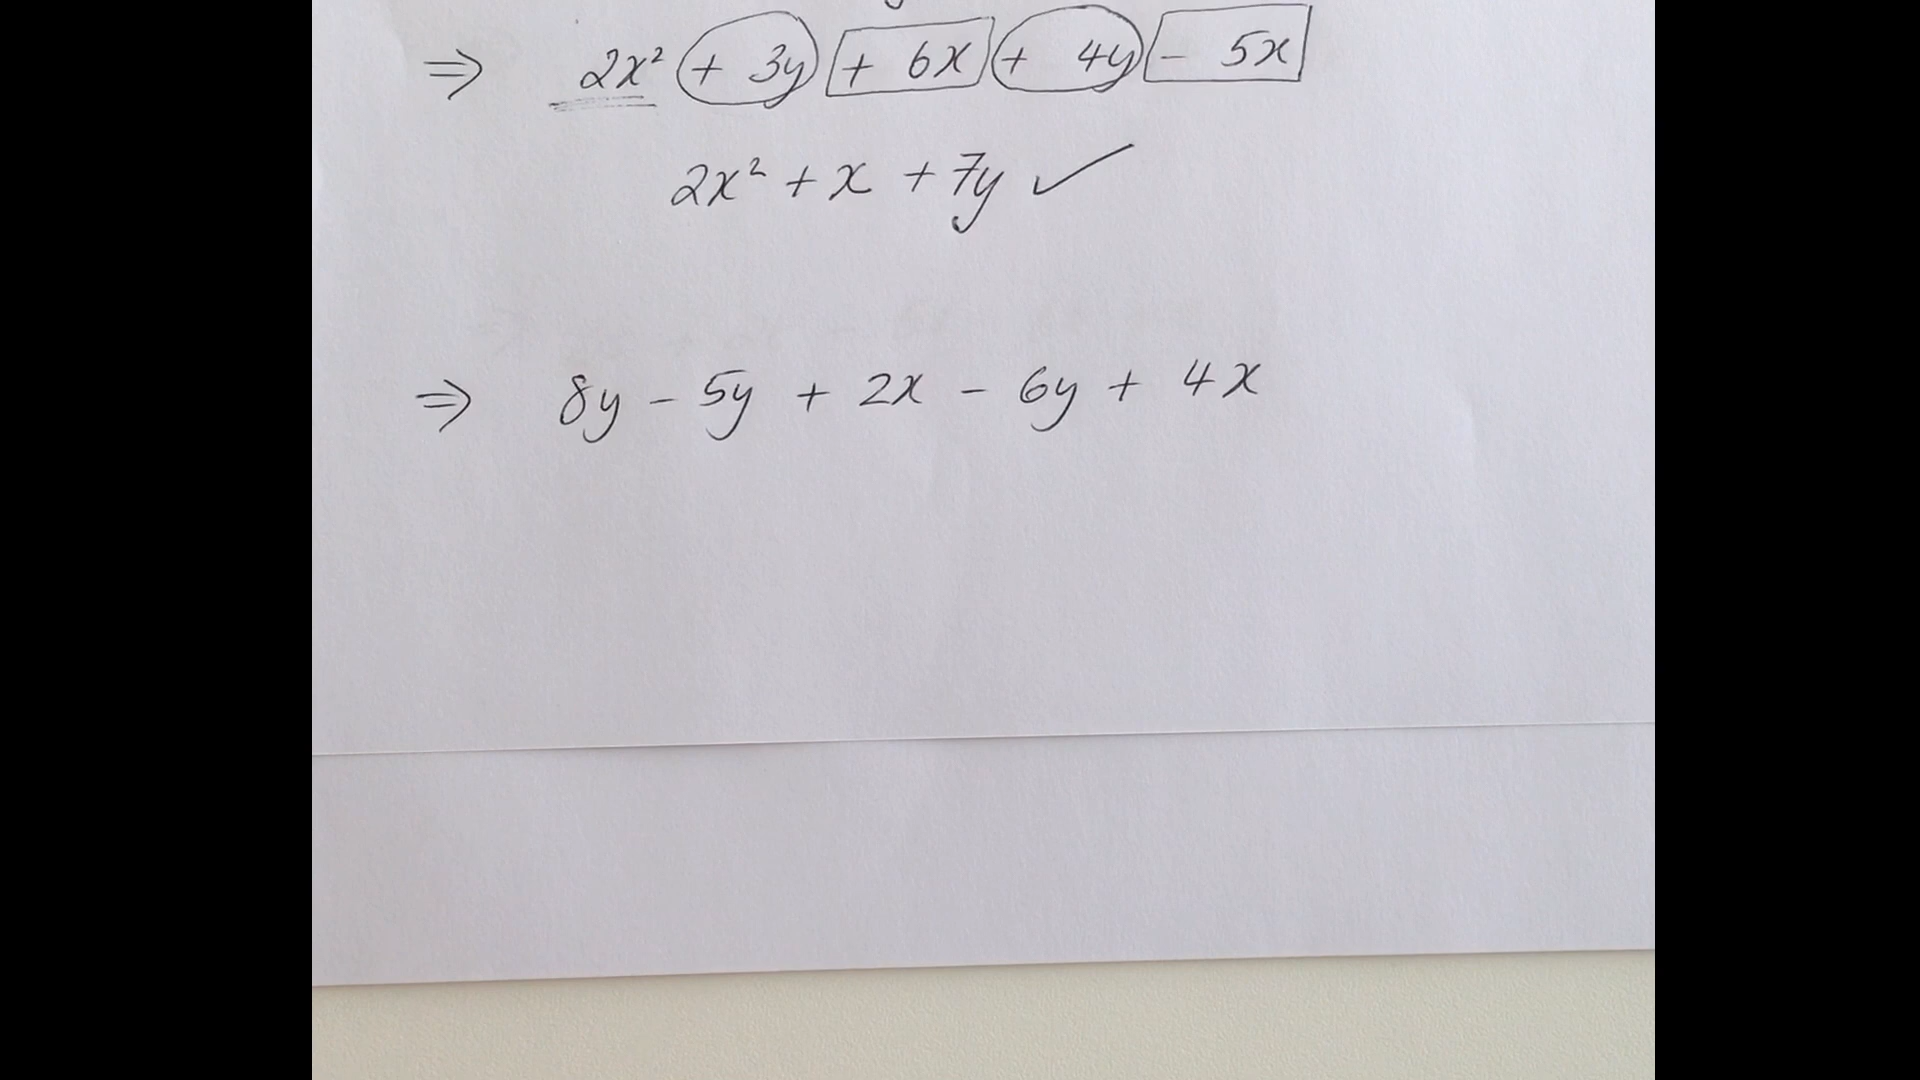 ⇒ 2x² + 3y + 6x + 4y - 5x
2x² + x + 7y ✓
⇒ 8y - 5y + 2x - 6y + 4x